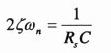 2ζω_n = 1/(R_s C)